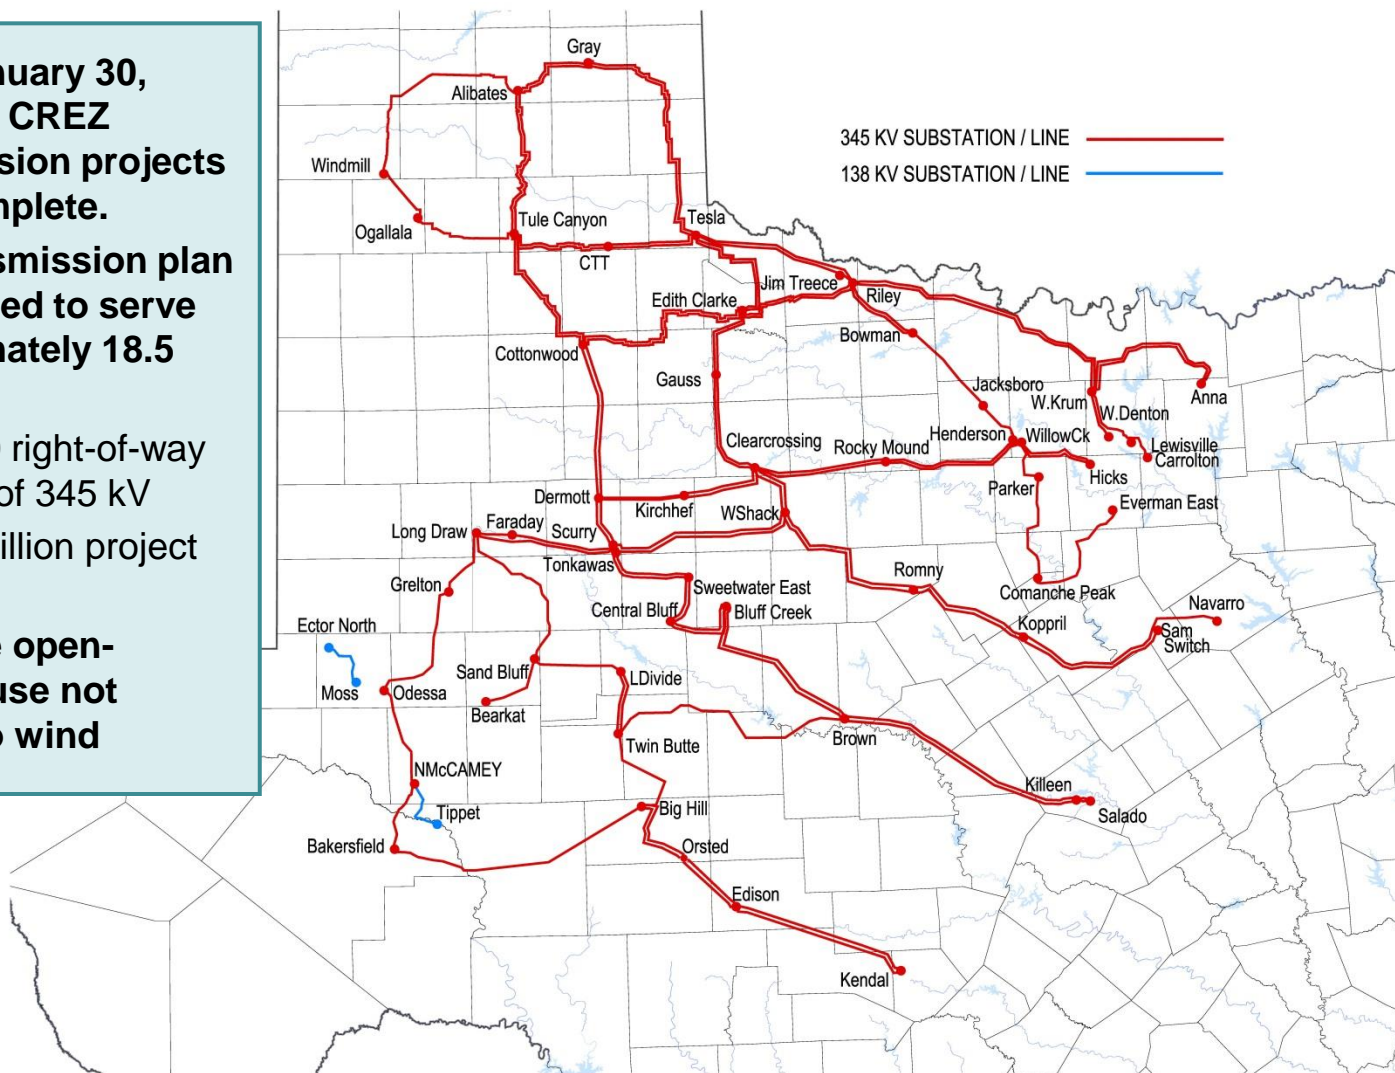 nuary 30,
CREZ
sion projects
mplete.
smission plan
ed to serve
nately 18.5
right-of-way
of 345 kV
illion project
open-
use not
wind
345 KV SUBSTATION / LINE
138 KV SUBSTATION / LINE
Gray
Alibates
Windmill
Ogallala
Tule Canyon
Tesla
CTT
Jim Treece
Edith Clarke
Riley
Bowman
Cottonwood
Gauss
Jacksboro
W.Krum
Anna
W.Denton
Clearcrossing
Rocky Mound
Henderson
WillowCk
Lewisville
Carrolton
Hicks
Parker
Dermott
Kirchhef
WShack
Everman East
Long Draw
Faraday
Scurry
Tonkawas
Grelton
Sweetwater East
Romny
Comanche Peak
Central Bluff
Bluff Creek
Navarro
Ector North
Koppril
Sam
Switch
Sand Bluff
LDivide
Moss
Odessa
Bearkat
Twin Butte
Brown
NMcCAMEY
Killeen
Tippet
Big Hill
Salado
Bakersfield
Orsted
Edison
Kendal